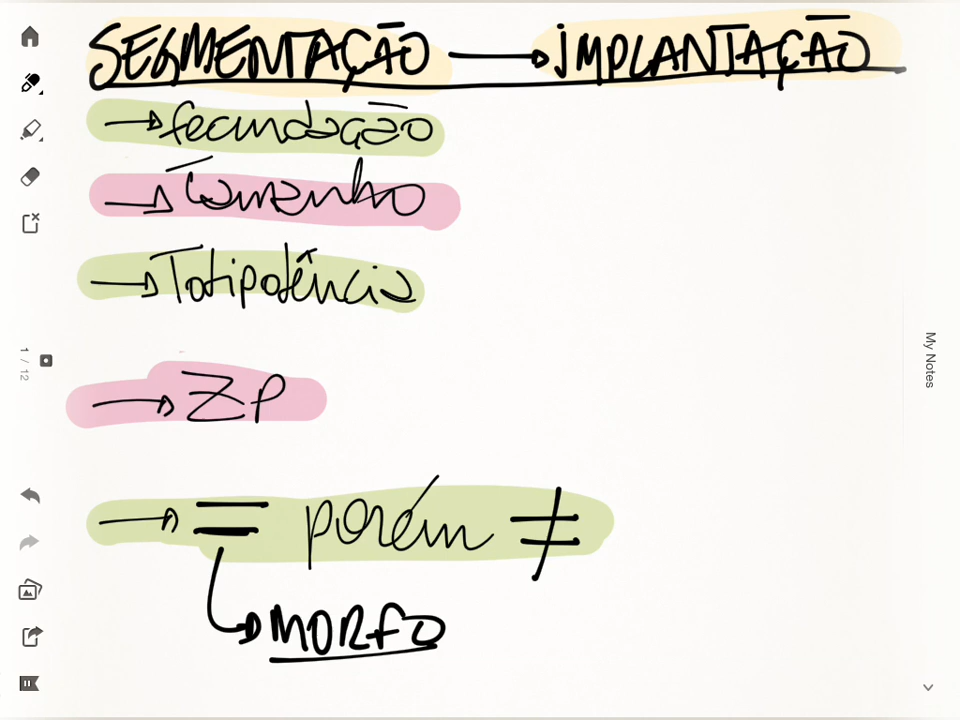 SEGMENTAÇÃO → IMPLANTAÇÃO
→ fecundação
→ Tamanho
→ Totipotência
→ ZP
→ = porém ≠
→ MORFO
1 / 12
My Notes